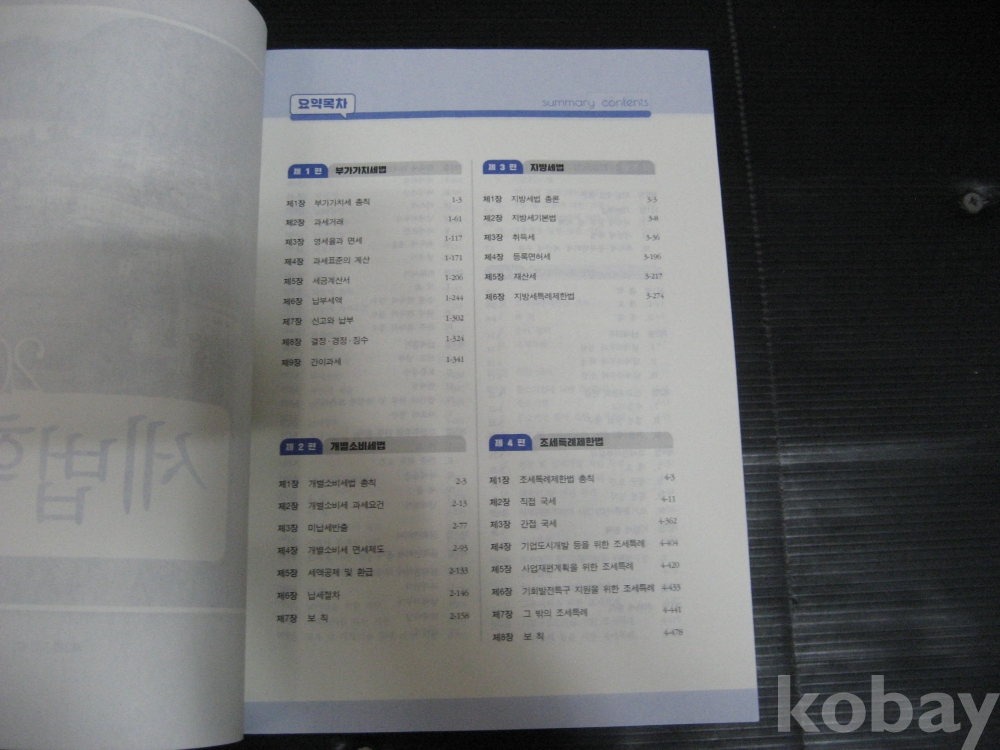 요약목차
summary contents
제 1 편 부가가치세법
제1장 부가가치세 총칙 1-3
제2장 과세거래 1-61
제3장 영세율과 면세 1-117
제4장 과세표준의 계산 1-171
제5장 세금계산서 1-206
제6장 납부세액 1-244
제7장 신고와 납부 1-302
제8장 결정·경정·징수 1-324
제9장 간이과세 1-341
제 2 편 개별소비세법
제1장 개별소비세법 총칙 2-3
제2장 개별소비세 과세요건 2-13
제3장 미납세반출 2-77
제4장 개별소비세 면세제도 2-93
제5장 세액공제 및 환급 2-133
제6장 납세절차 2-146
제7장 보 칙 2-158
제 3 편 지방세법
제1장 지방세법 총론 3-3
제2장 지방세기본법 3-8
제3장 취득세 3-36
제4장 등록면허세 3-196
제5장 재산세 3-217
제6장 지방세특례제한법 3-274
제 4 편 조세특례제한법
제1장 조세특례제한법 총칙 4-3
제2장 직접 국세 4-11
제3장 간접 국세 4-362
제4장 기업도시개발 등을 위한 조세특례 4-404
제5장 사업재편계획을 위한 조세특례 4-420
제6장 기회발전특구 지원을 위한 조세특례 4-433
제7장 그 밖의 조세특례 4-441
제8장 보 칙 4-478
세법학
kobay